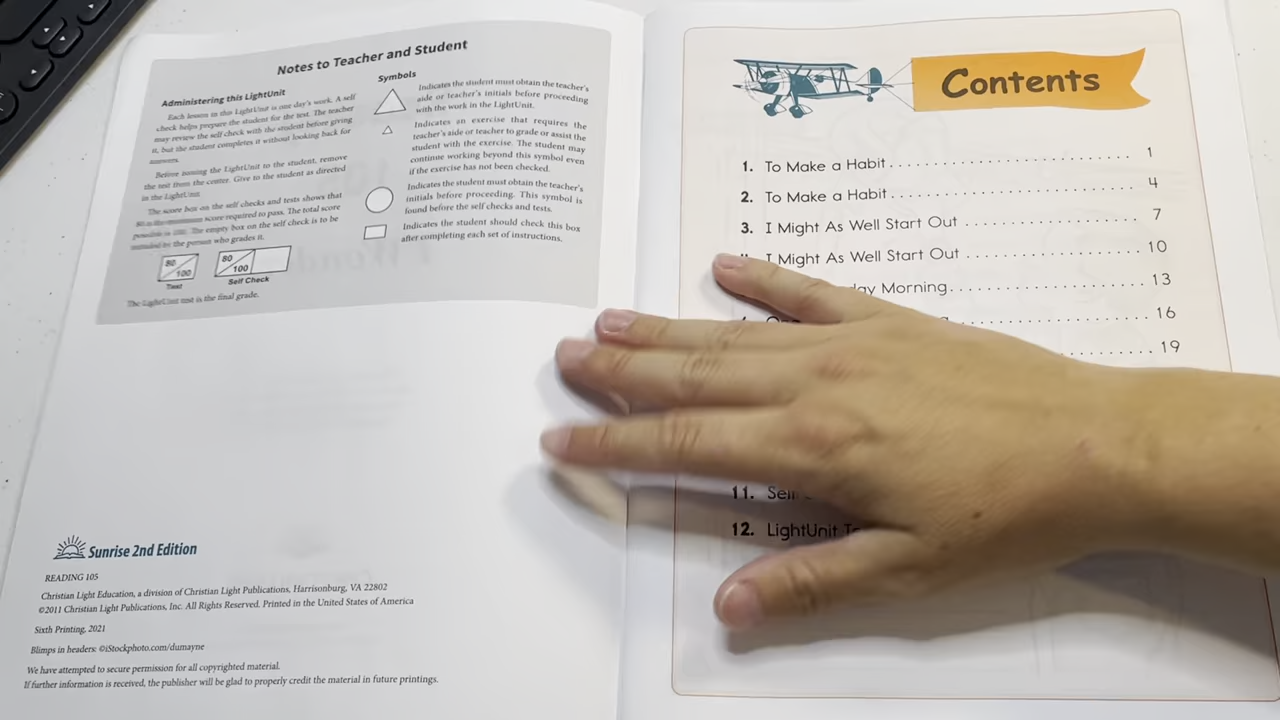 Notes to Teacher and Student
Administering this LightUnit
Each lesson in this LightUnit is one day's work. A self
check helps prepare the student for the test. The teacher
may review the self check with the student before giving
it, but the student completes it without looking back for
answers.
Before giving the LightUnit to the student, remove
the test from the center. Give to the student as directed
in the LightUnit.
The score box on the self checks and tests shows that
80 is the minimum score required to pass. The total score
possible is 100. The empty box on the self check is to be
initialed by the person who grades it.
80
100
Test
80
100
Self Check
The LightUnit test is the final grade.
Symbols
Indicates the student must obtain the teacher's
aide or teacher's initials before proceeding
with the work in the LightUnit.
Indicates an exercise that requires the
teacher's aide or teacher to grade or assist the
student with the exercise. The student may
continue working beyond this symbol even
if the exercise has not been checked.
Indicates the student must obtain the teacher's
initials before proceeding. This symbol is
found before the self checks and tests.
Indicates the student should check this box
after completing each set of instructions.
Sunrise 2nd Edition
READING 105
Christian Light Education, a division of Christian Light Publications, Harrisonburg, VA 22802
©2011 Christian Light Publications, Inc. All Rights Reserved. Printed in the United States of America
Sixth Printing, 2021
Blimps in headers: ©iStockphoto.com/dumayne
We have attempted to secure permission for all copyrighted material.
If further information is received, the publisher will be glad to properly credit the material in future printings.
Contents
1. To Make a Habit 1
2. To Make a Habit 4
3. I Might As Well Start Out 7
I Might As Well Start Out 10
Morning 13
16
19
11.
12. LightUnit